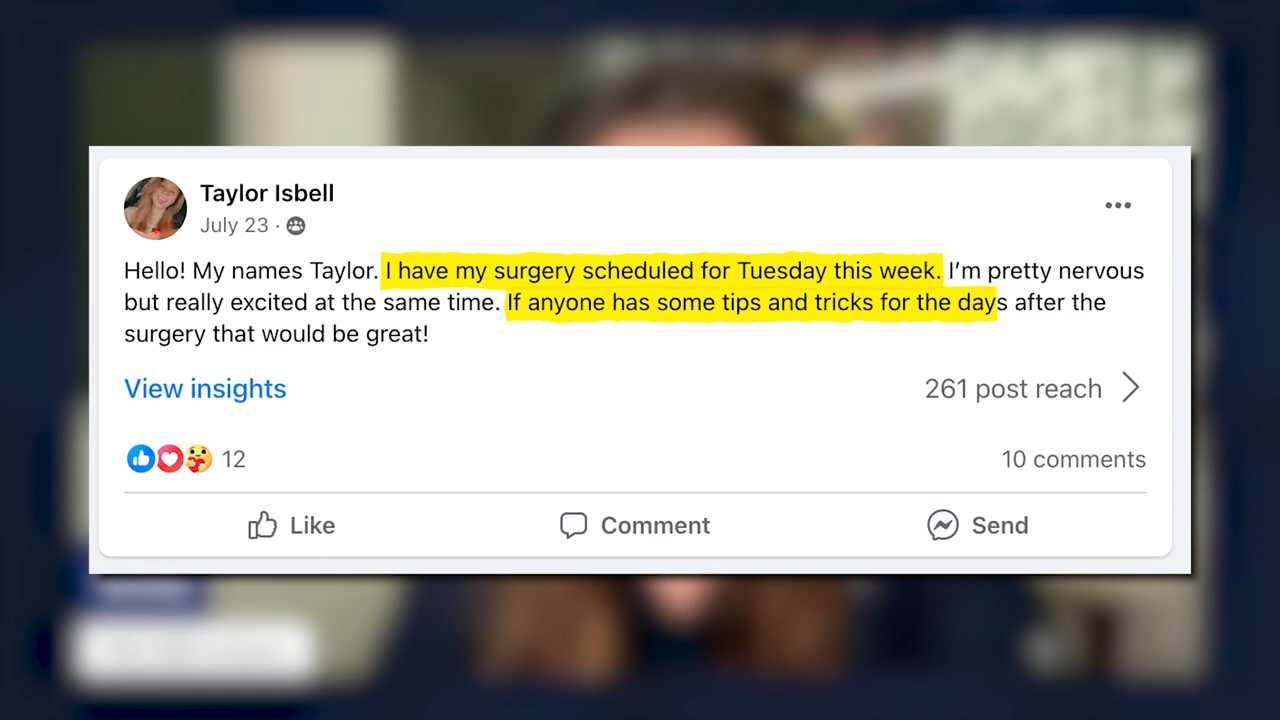 Taylor Isbell
July 23 ·
Hello! My names Taylor. I have my surgery scheduled for Tuesday this week. I’m pretty nervous
but really excited at the same time. If anyone has some tips and tricks for the days after the
surgery that would be great!
View insights
261 post reach
12
10 comments
Like
Comment
Send